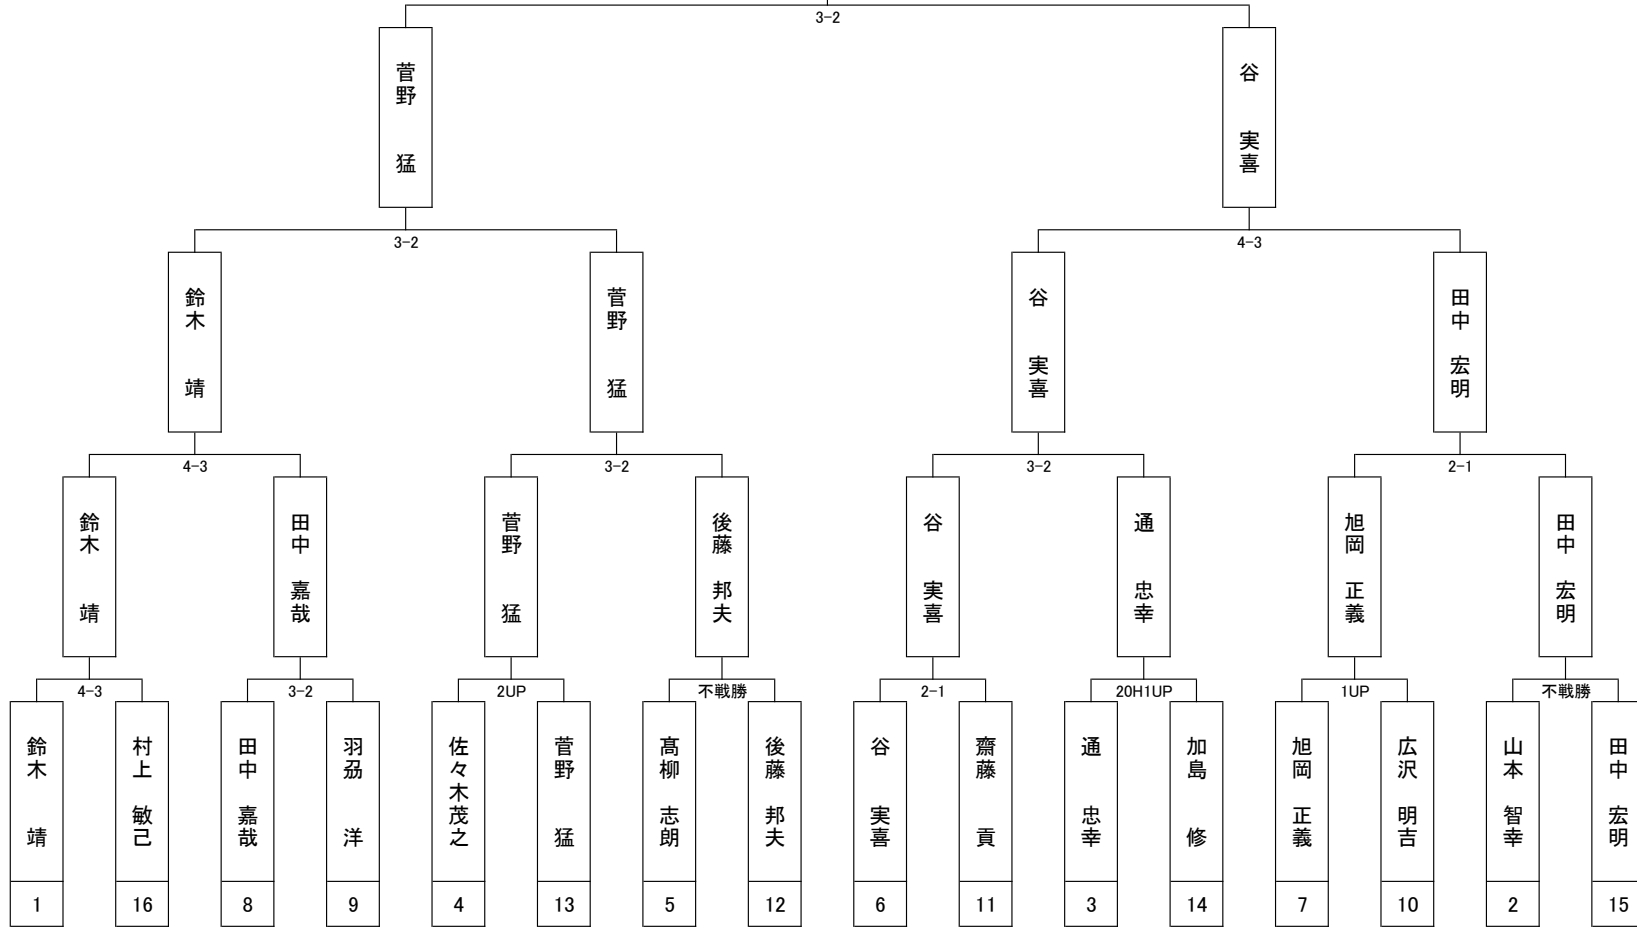 3-2
菅野 猛
谷 実喜
3-2
4-3
鈴木 靖
菅野 猛
谷 実喜
田中 宏明
4-3
3-2
3-2
2-1
鈴木 靖
田中 嘉哉
菅野 猛
後藤 邦夫
谷 実喜
通 忠幸
旭岡 正義
田中 宏明
4-3
3-2
2UP
不戦勝
2-1
20H1UP
1UP
不戦勝
鈴木 靖
村上 敏己
田中 嘉哉
羽刕 洋
佐々木茂之
菅野 猛
髙柳 志朗
後藤 邦夫
谷 実喜
齋藤 貢
通 忠幸
加島 修
旭岡 正義
広沢 明吉
山本 智幸
田中 宏明
1
16
8
9
4
13
5
12
6
11
3
14
7
10
2
15